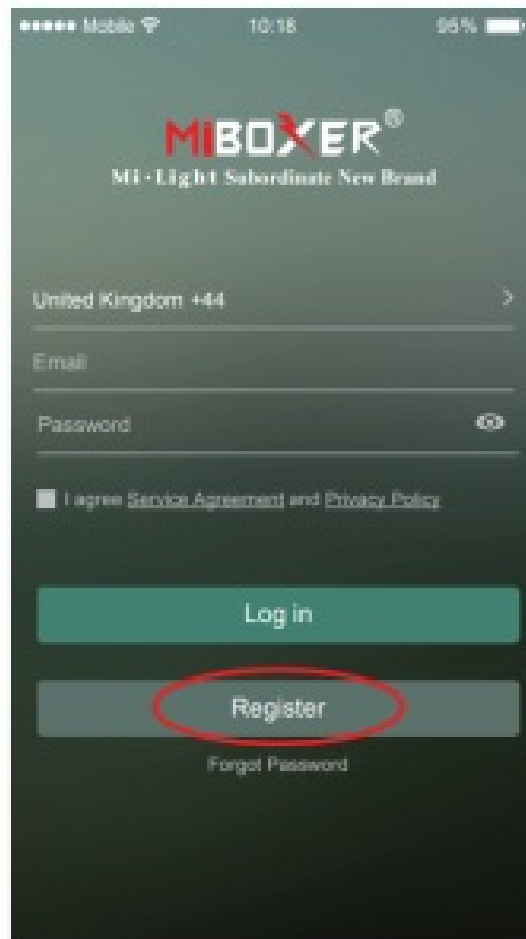 Mobile 10:18 95%
MIBOXER®
Mi·Light Subordinate New Brand
United Kingdom +44
Email
Password
I agree Service Agreement and Privacy Policy
Log in
Register
Forgot Password